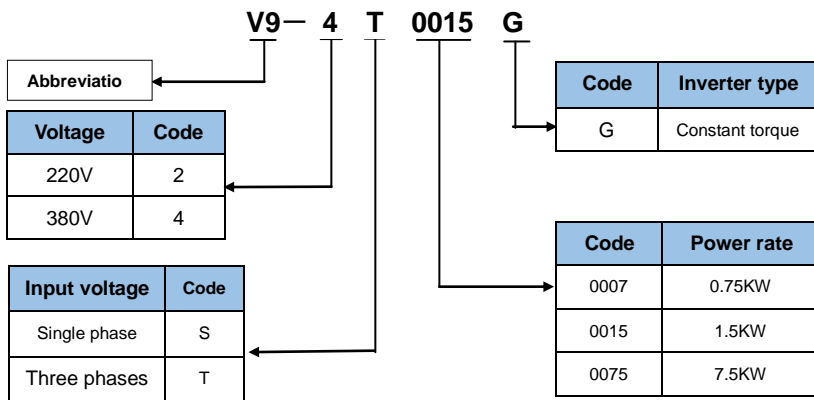 V9— 4 T 0015 G
Abbreviatio
Voltage Code
220V 2
380V 4
Input voltage Code
Single phase S
Three phases T
Code Inverter type
G Constant torque
Code Power rate
0007 0.75KW
0015 1.5KW
0075 7.5KW